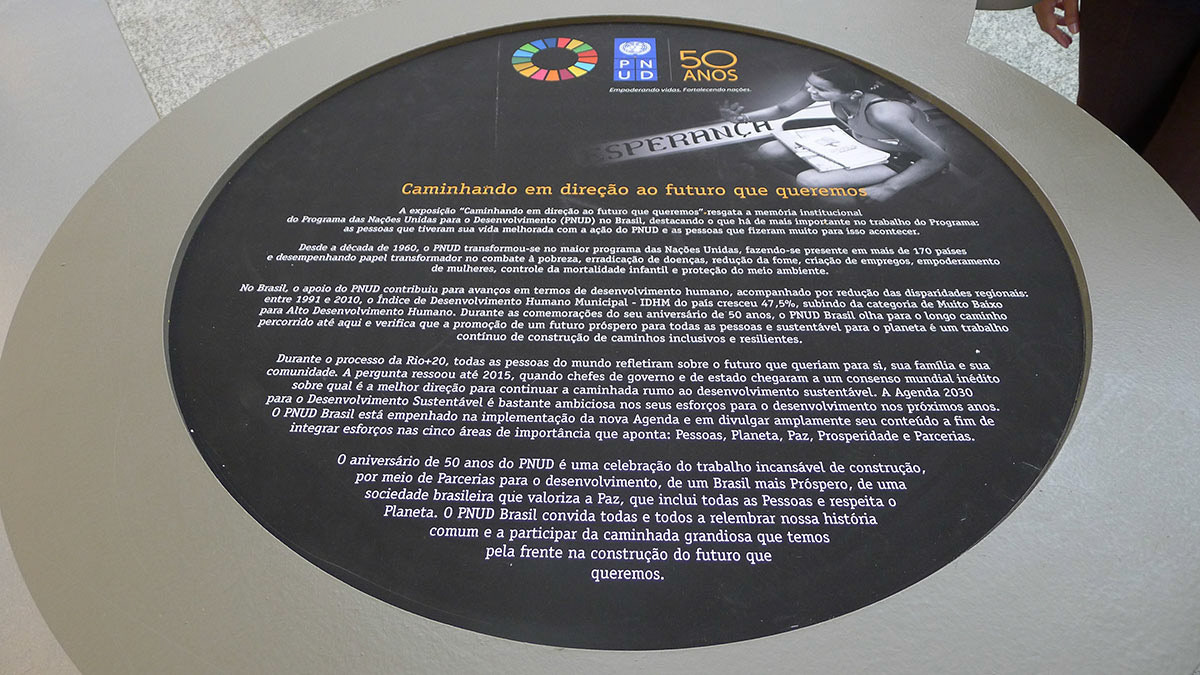 PN
UD
50
ANOS
Empoderando vidas. Fortalecendo nações.
ESPERANÇA
Caminhando em direção ao futuro que queremos
A exposição "Caminhando em direção ao futuro que queremos" resgata a memória institucional
do Programa das Nações Unidas para o Desenvolvimento (PNUD) no Brasil, destacando o que há de mais importante no trabalho do Programa:
as pessoas que tiveram sua vida melhorada com a ação do PNUD e as pessoas que fizeram muito para isso acontecer.
Desde a década de 1960, o PNUD transformou-se no maior programa das Nações Unidas, fazendo-se presente em mais de 170 países
e desempenhando papel transformador no combate à pobreza, erradicação de doenças, redução da fome, criação de empregos, empoderamento
de mulheres, controle da mortalidade infantil e proteção do meio ambiente.
No Brasil, o apoio do PNUD contribuiu para avanços em termos de desenvolvimento humano, acompanhado por redução das disparidades regionais:
entre 1991 e 2010, o Índice de Desenvolvimento Humano Municipal - IDHM do país cresceu 47,5%, subindo da categoria de Muito Baixo
para Alto Desenvolvimento Humano. Durante as comemorações do seu aniversário de 50 anos, o PNUD Brasil olha para o longo caminho
percorrido até aqui e verifica que a promoção de um futuro próspero para todas as pessoas e sustentável para o planeta é um trabalho
contínuo de construção de caminhos inclusivos e resilientes.
Durante o processo da Rio+20, todas as pessoas do mundo refletiram sobre o futuro que queriam para si, sua família e sua
comunidade. A pergunta ressoou até 2015, quando chefes de governo e de estado chegaram a um consenso mundial inédito
sobre qual é a melhor direção para continuar a caminhada rumo ao desenvolvimento sustentável. A Agenda 2030
para o Desenvolvimento Sustentável é bastante ambiciosa nos seus esforços para o desenvolvimento nos próximos anos.
O PNUD Brasil está empenhado na implementação da nova Agenda e em divulgar amplamente seu conteúdo a fim de
integrar esforços nas cinco áreas de importância que aponta: Pessoas, Planeta, Paz, Prosperidade e Parcerias.
O aniversário de 50 anos do PNUD é uma celebração do trabalho incansável de construção,
por meio de Parcerias para o desenvolvimento, de um Brasil mais Próspero, de uma
sociedade brasileira que valoriza a Paz, que inclui todas as Pessoas e respeita o
Planeta. O PNUD Brasil convida todas e todos a relembrar nossa história
comum e a participar da caminhada grandiosa que temos
pela frente na construção do futuro que
queremos.